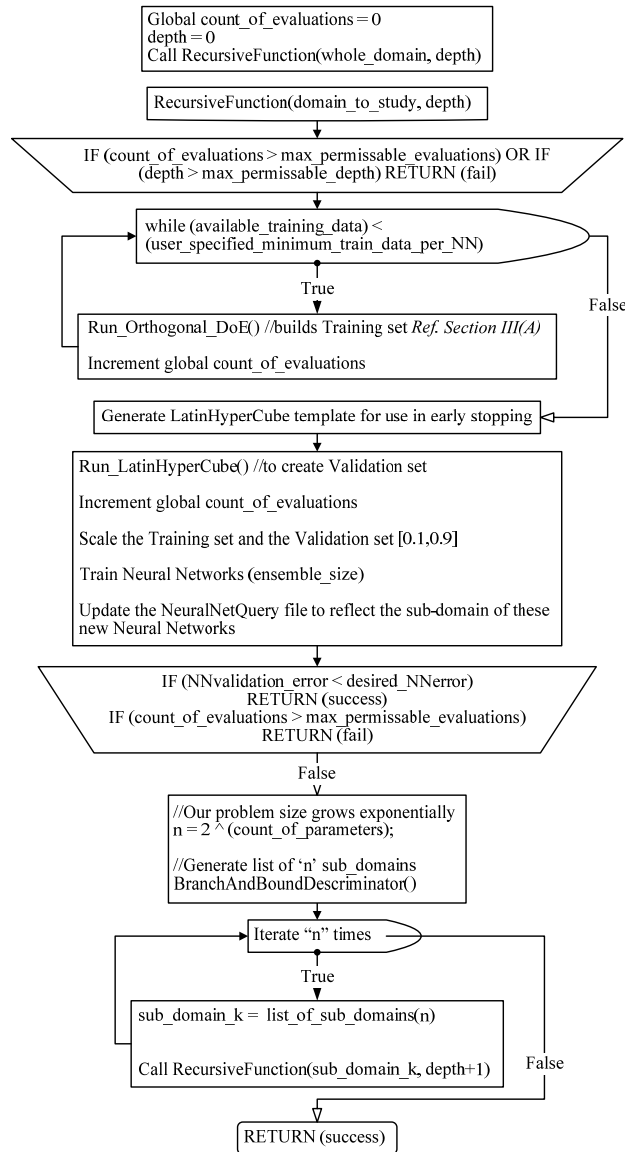 Global count_of_evaluations = 0
depth = 0
Call RecursiveFunction(whole_domain, depth)
RecursiveFunction(domain_to_study, depth)
IF (count_of_evaluations > max_permissable_evaluations) OR IF
(depth > max_permissable_depth) RETURN (fail)
while (available_training_data) <
(user_specified_minimum_train_data_per_NN)
True
False
Run_Orthogonal_DoE() //builds Training set Ref. Section III(A)
Increment global count_of_evaluations
Generate LatinHyperCube template for use in early stopping
Run_LatinHyperCube() //to create Validation set
Increment global count_of_evaluations
Scale the Training set and the Validation set [0.1,0.9]
Train Neural Networks (ensemble_size)
Update the NeuralNetQuery file to reflect the sub-domain of these
new Neural Networks
IF (NNvalidation_error < desired_NNerror)
RETURN (success)
IF (count_of_evaluations > max_permissable_evaluations)
RETURN (fail)
False
//Our problem size grows exponentially
n = 2 ^ (count_of_parameters);
//Generate list of ‘n’ sub_domains
BranchAndBoundDescriminator()
Iterate “n” times
True
sub_domain_k = list_of_sub_domains(n)
Call RecursiveFunction(sub_domain_k, depth+1)
False
RETURN (success)